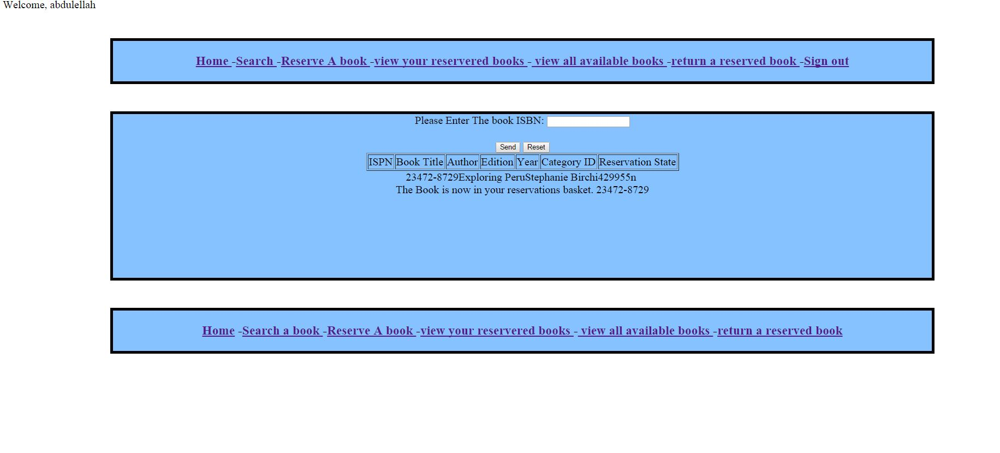 Welcome, abdulellah
Home -Search -Reserve A book -view your reservered books - view all available books -return a reserved book -Sign out
Please Enter The book ISBN:
Send Reset
ISPN Book Title Author Edition Year Category ID Reservation State
23472-8729Exploring PeruStephanie Birchi429955n
The Book is now in your reservations basket. 23472-8729
Home -Search a book -Reserve A book -view your reservered books - view all available books -return a reserved book